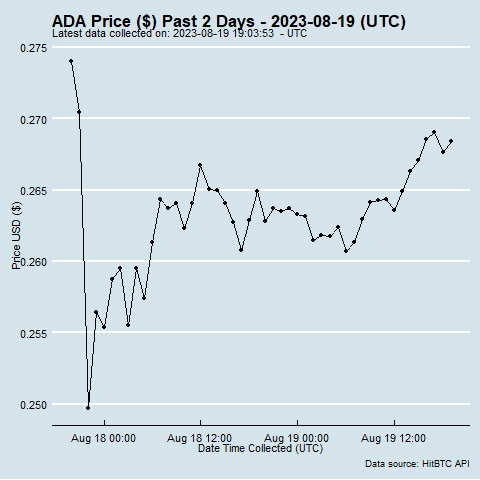 ADA Price ($) Past 2 Days - 2023-08-19 (UTC)
Latest data collected on: 2023-08-19 19:03:53 - UTC
0.275
0.270
0.265
0.260
0.255
0.250
Price USD ($)
Aug 18 00:00 Aug 18 12:00 Aug 19 00:00 Aug 19 12:00
Date Time Collected (UTC)
Data source: HitBTC API